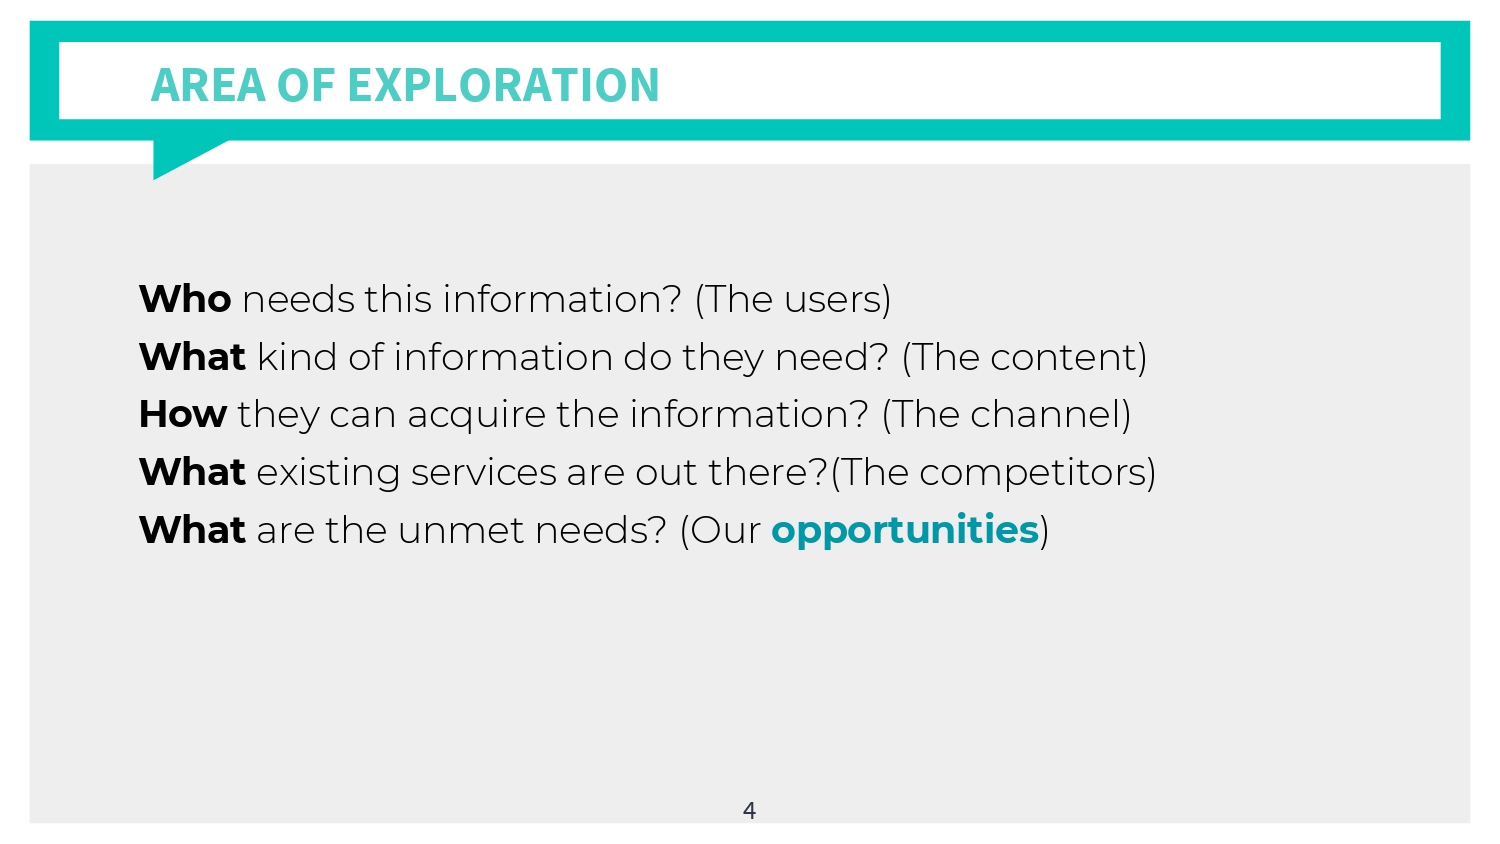 AREA OF EXPLORATION
Who needs this information? (The users)
What kind of information do they need? (The content)
How they can acquire the information? (The channel)
What existing services are out there?(The competitors)
What are the unmet needs? (Our opportunities)
4